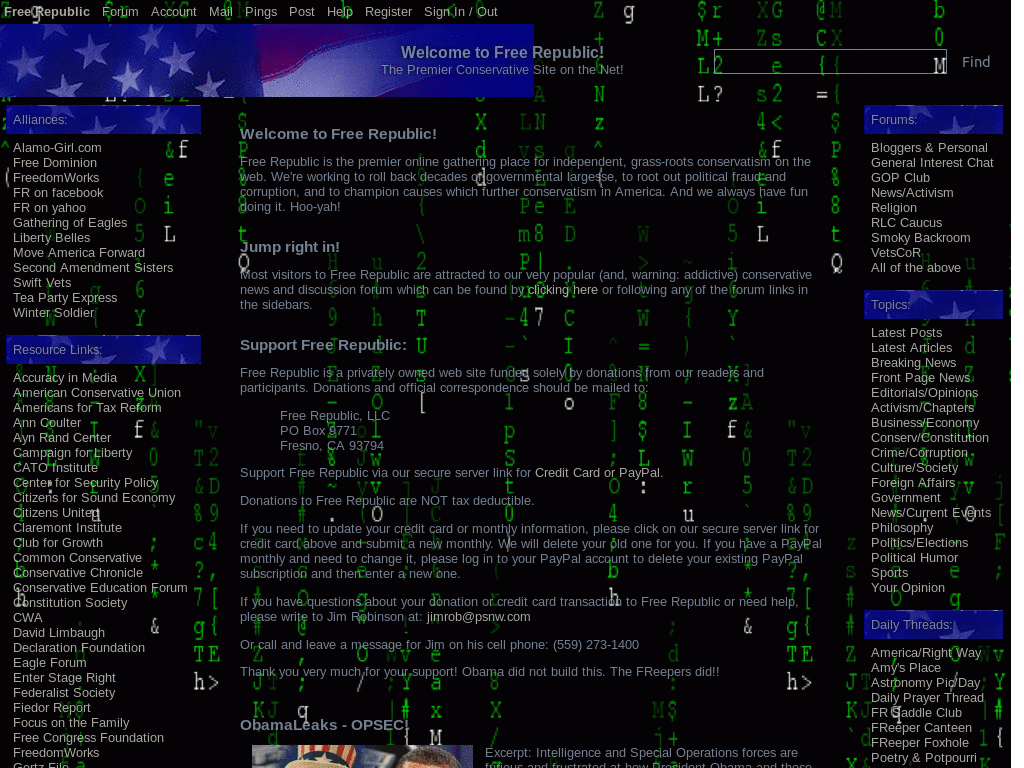 Free Republic Forum Account Mail Pings Post Help Register Sign In / Out
Welcome to Free Republic!
The Premier Conservative Site on the Net!
Find
Alliances:
Alamo-Girl.com
Free Dominion
FreedomWorks
FR on facebook
FR on yahoo
Gathering of Eagles
Liberty Belles
Move America Forward
Second Amendment Sisters
Swift Vets
Tea Party Express
Winter Soldier
Resource Links:
Accuracy in Media
American Conservative Union
Americans for Tax Reform
Ann Coulter
Ayn Rand Center
Campaign for Liberty
CATO Institute
Center for Security Policy
Citizens for Sound Economy
Citizens United
Claremont Institute
Club for Growth
Common Conservative
Conservative Chronicle
Conservative Education Forum
Constitution Society
CWA
David Limbaugh
Declaration Foundation
Eagle Forum
Enter Stage Right
Federalist Society
Fiedor Report
Focus on the Family
Free Congress Foundation
FreedomWorks
Gertz File
Welcome to Free Republic!
Free Republic is the premier online gathering place for independent, grass-roots conservatism on the
web. We're working to roll back decades of governmental largesse, to root out political fraud and
corruption, and to champion causes which further conservatism in America. And we always have fun
doing it. Hoo-yah!
Jump right in!
Most visitors to Free Republic are attracted to our very popular (and, warning: addictive) conservative
news and discussion forum which can be found by clicking here or following any of the forum links in
the sidebars.
Support Free Republic:
Free Republic is a privately owned web site funded solely by donations from our readers and
participants. Donations and official correspondence should be mailed to:
Free Republic, LLC
PO Box 9771
Fresno, CA 93794
Support Free Republic via our secure server link for Credit Card or PayPal.
Donations to Free Republic are NOT tax deductible.
If you need to update your credit card or monthly information, please click on our secure server link for
credit card above and submit a new monthly. We will delete your old one for you. If you have a PayPal
monthly and need to change it, please log in to your PayPal account to delete your existing PayPal
subscription and then enter a new one.
If you have questions about your donation or credit card transaction to Free Republic or need help,
please write to Jim Robinson at: jimrob@psnw.com
Or call and leave a message for Jim on his cell phone: (559) 273-1400
Thank you very much for your support! Obama did not build this. The FReepers did!!
ObamaLeaks - OPSEC!
Excerpt: Intelligence and Special Operations forces are
furious and frustrated at how President Obama and those
Forums:
Bloggers & Personal
General Interest Chat
GOP Club
News/Activism
Religion
RLC Caucus
Smoky Backroom
VetsCoR
All of the above
Topics:
Latest Posts
Latest Articles
Breaking News
Front Page News
Editorials/Opinions
Activism/Chapters
Business/Economy
Conserv/Constitution
Crime/Corruption
Culture/Society
Foreign Affairs
Government
News/Current Events
Philosophy
Politics/Elections
Political Humor
Sports
Your Opinion
Daily Threads:
America/Right Way
Amy's Place
Astronomy Pic/Day
Daily Prayer Thread
FR Saddle Club
FReeper Canteen
FReeper Foxhole
Poetry & Potpourri